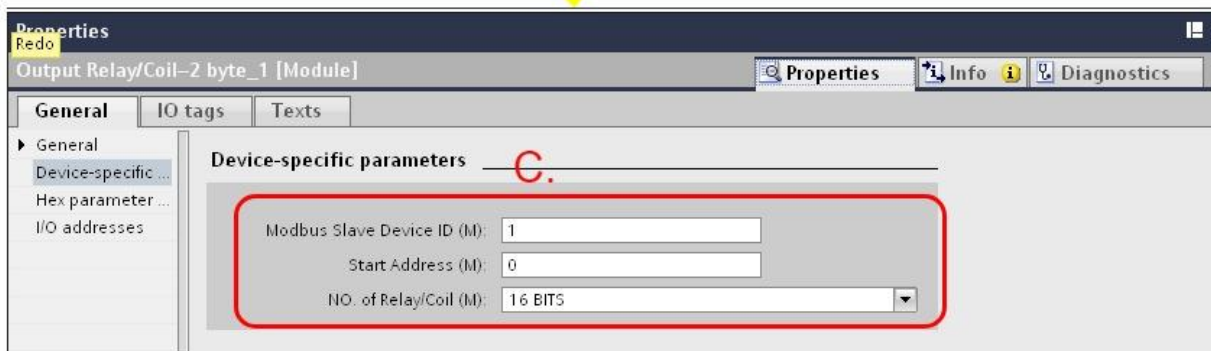 Properties
Redo
Output Relay/Coil--2 byte_1 [Module]
Properties Info Diagnostics
General IO tags Texts
General
Device-specific ...
Hex parameter ...
I/O addresses
Device-specific parameters
C.
Modbus Slave Device ID (M): 1
Start Address (M): 0
NO. of Relay/Coil (M): 16 BITS